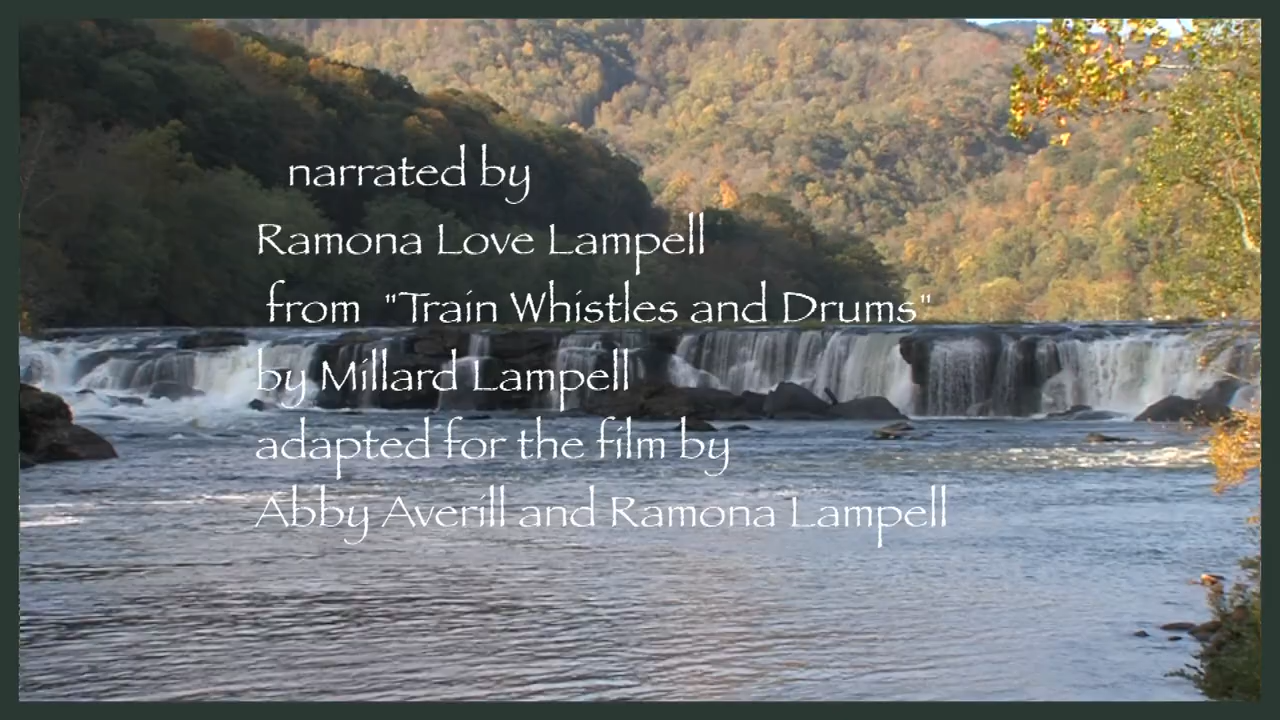 narrated by
Ramona Love Lampell
from "Train Whistles and Drums"
by Millard Lampell
adapted for the film by
Abby Averill and Ramona Lampell